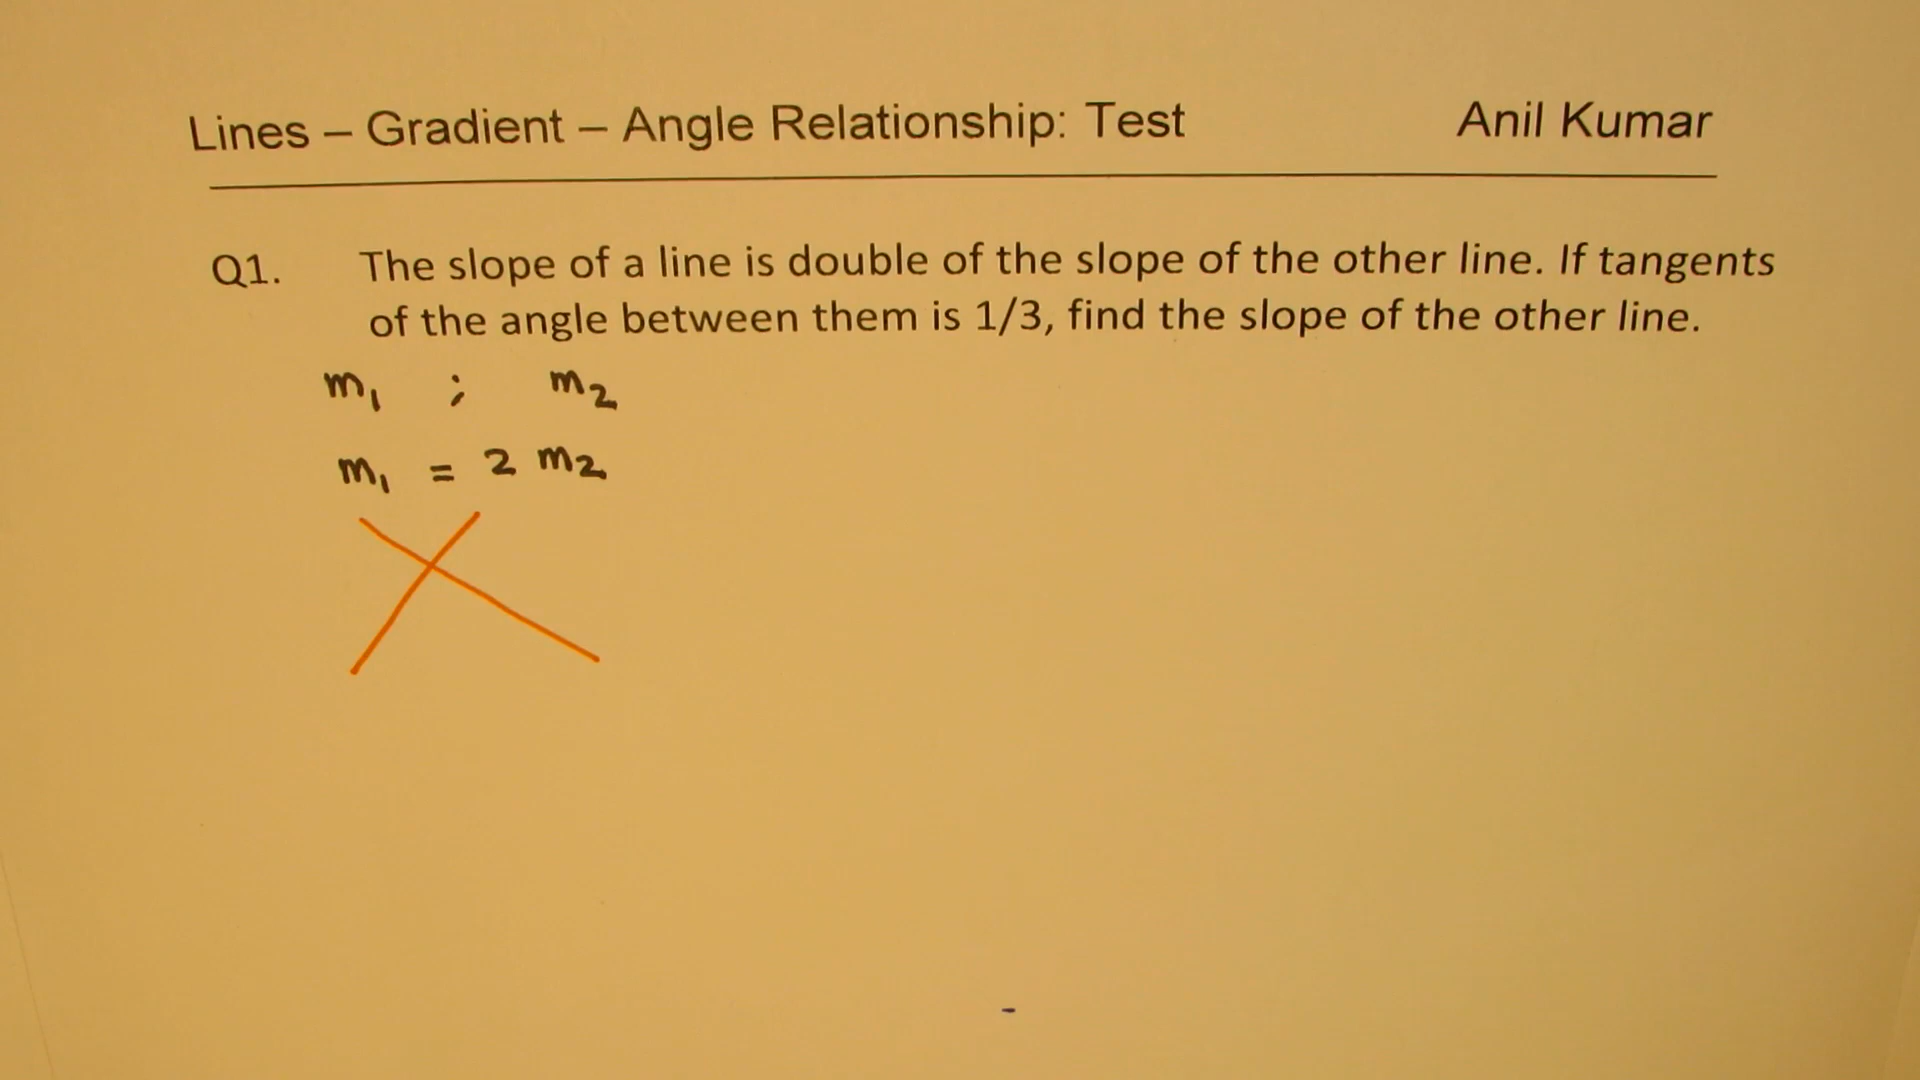 Lines – Gradient – Angle Relationship: Test Anil Kumar
Q1. The slope of a line is double of the slope of the other line. If tangents
of the angle between them is 1/3, find the slope of the other line.
m₁ ; m₂
m₁ = 2 m₂